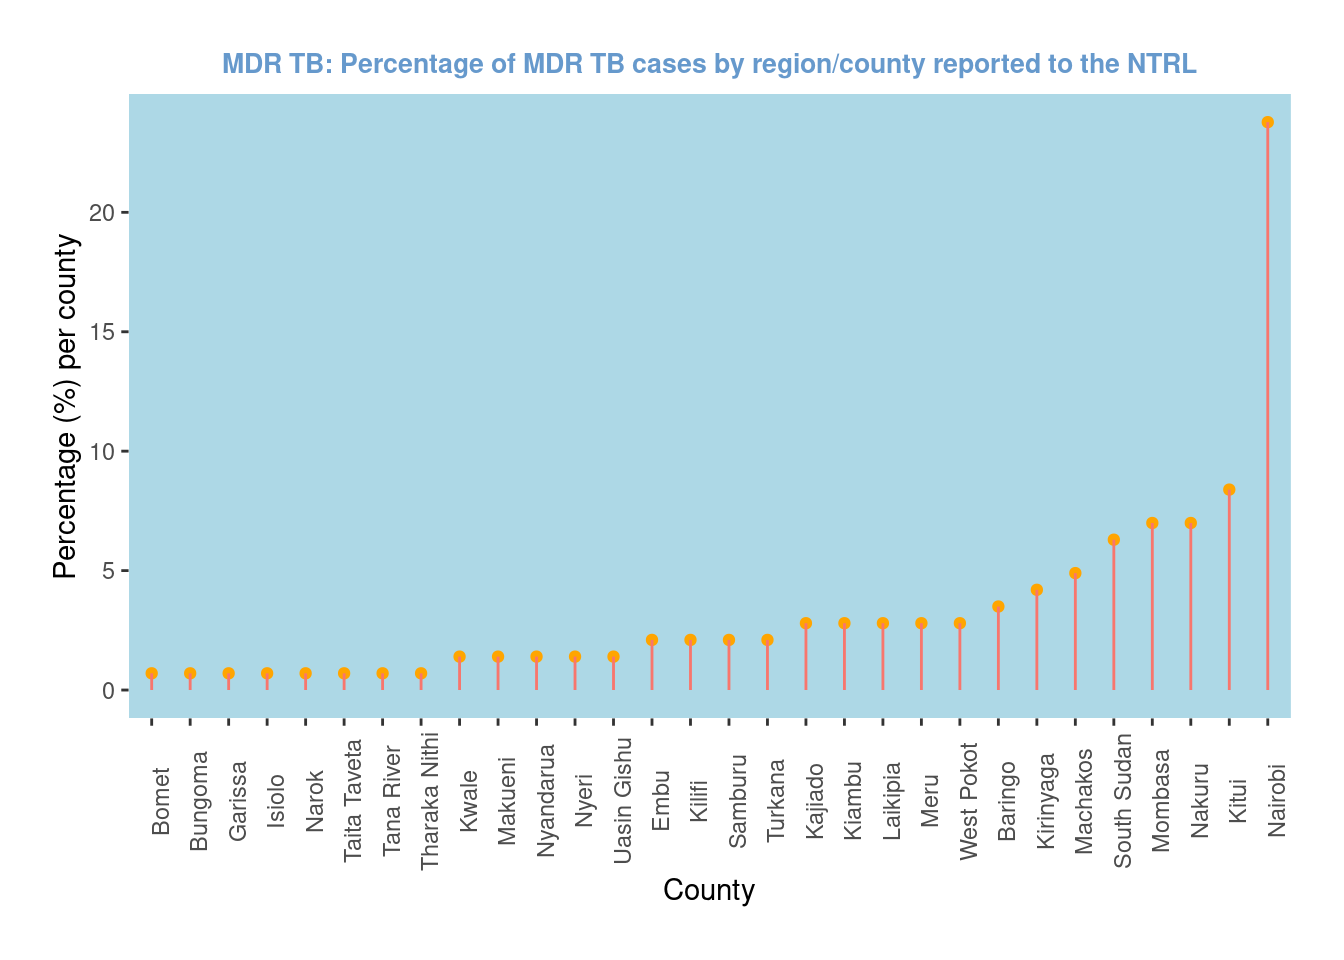 MDR TB: Percentage of MDR TB cases by region/county reported to the NTRL
Percentage (%) per county
20
15
10
5
0
Bomet
Bungoma
Garissa
Isiolo
Narok
Taita Taveta
Tana River
Tharaka Nithi
Kwale
Makueni
Nyandarua
Nyeri
Uasin Gishu
Embu
Kilifi
Samburu
Turkana
Kajiado
Kiambu
Laikipia
Meru
West Pokot
Baringo
Kirinyaga
Machakos
South Sudan
Mombasa
Nakuru
Kitui
Nairobi
County